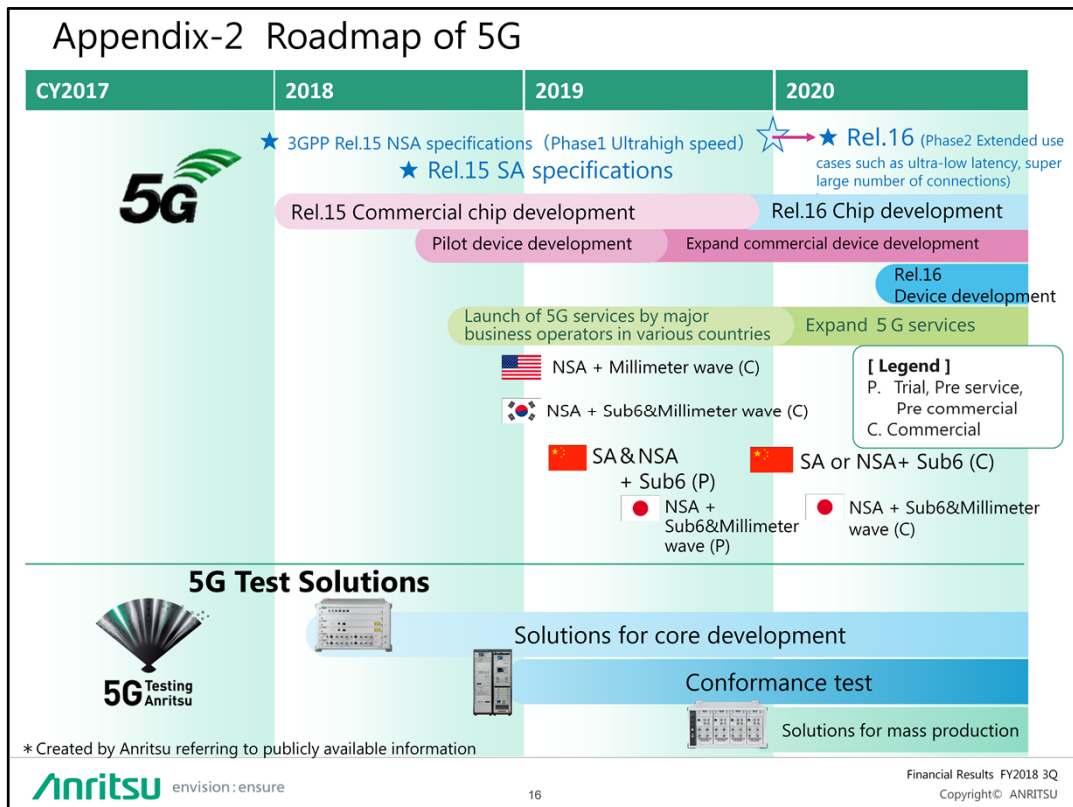 Appendix-2 Roadmap of 5G
CY2017
2018
2019
2020
★ 3GPP Rel.15 NSA specifications (Phase1 Ultrahigh speed)
★ Rel.16 (Phase2 Extended use
cases such as ultra-low latency, super
large number of connections)
★ Rel.15 SA specifications
5G
Rel.15 Commercial chip development
Rel.16 Chip development
Pilot device development
Expand commercial device development
Rel.16
Device development
Launch of 5G services by major
business operators in various countries
Expand 5G services
NSA + Millimeter wave (C)
NSA + Sub6&Millimeter wave (C)
[ Legend ]
P. Trial, Pre service,
Pre commercial
C. Commercial
SA & NSA
+ Sub6 (P)
SA or NSA+ Sub6 (C)
NSA +
Sub6&Millimeter
wave (P)
NSA + Sub6&Millimeter
wave (C)
5G Test Solutions
5G Testing
Anritsu
Solutions for core development
Conformance test
Solutions for mass production
* Created by Anritsu referring to publicly available information
Anritsu envision : ensure
16
Financial Results FY2018 3Q
Copyright© ANRITSU